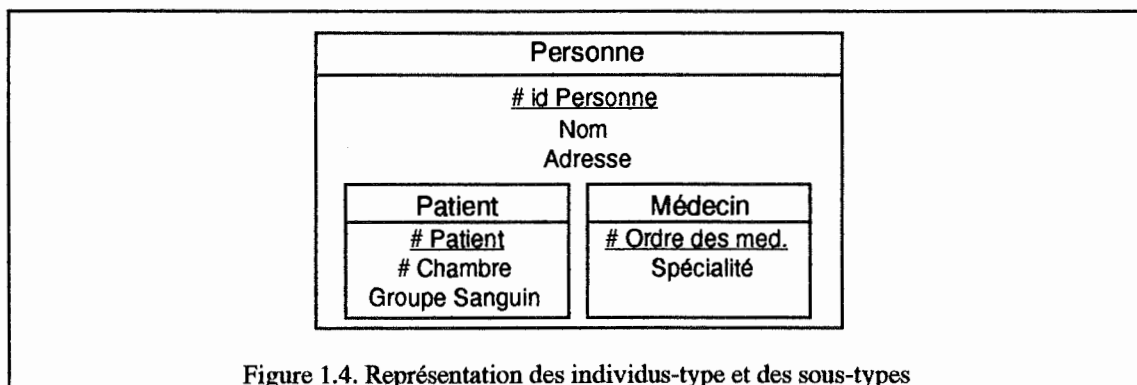 Personne
# id Personne
Nom
Adresse
Patient
# Patient
# Chambre
Groupe Sanguin
Médecin
# Ordre des med.
Spécialité
Figure 1.4. Représentation des individus-type et des sous-types